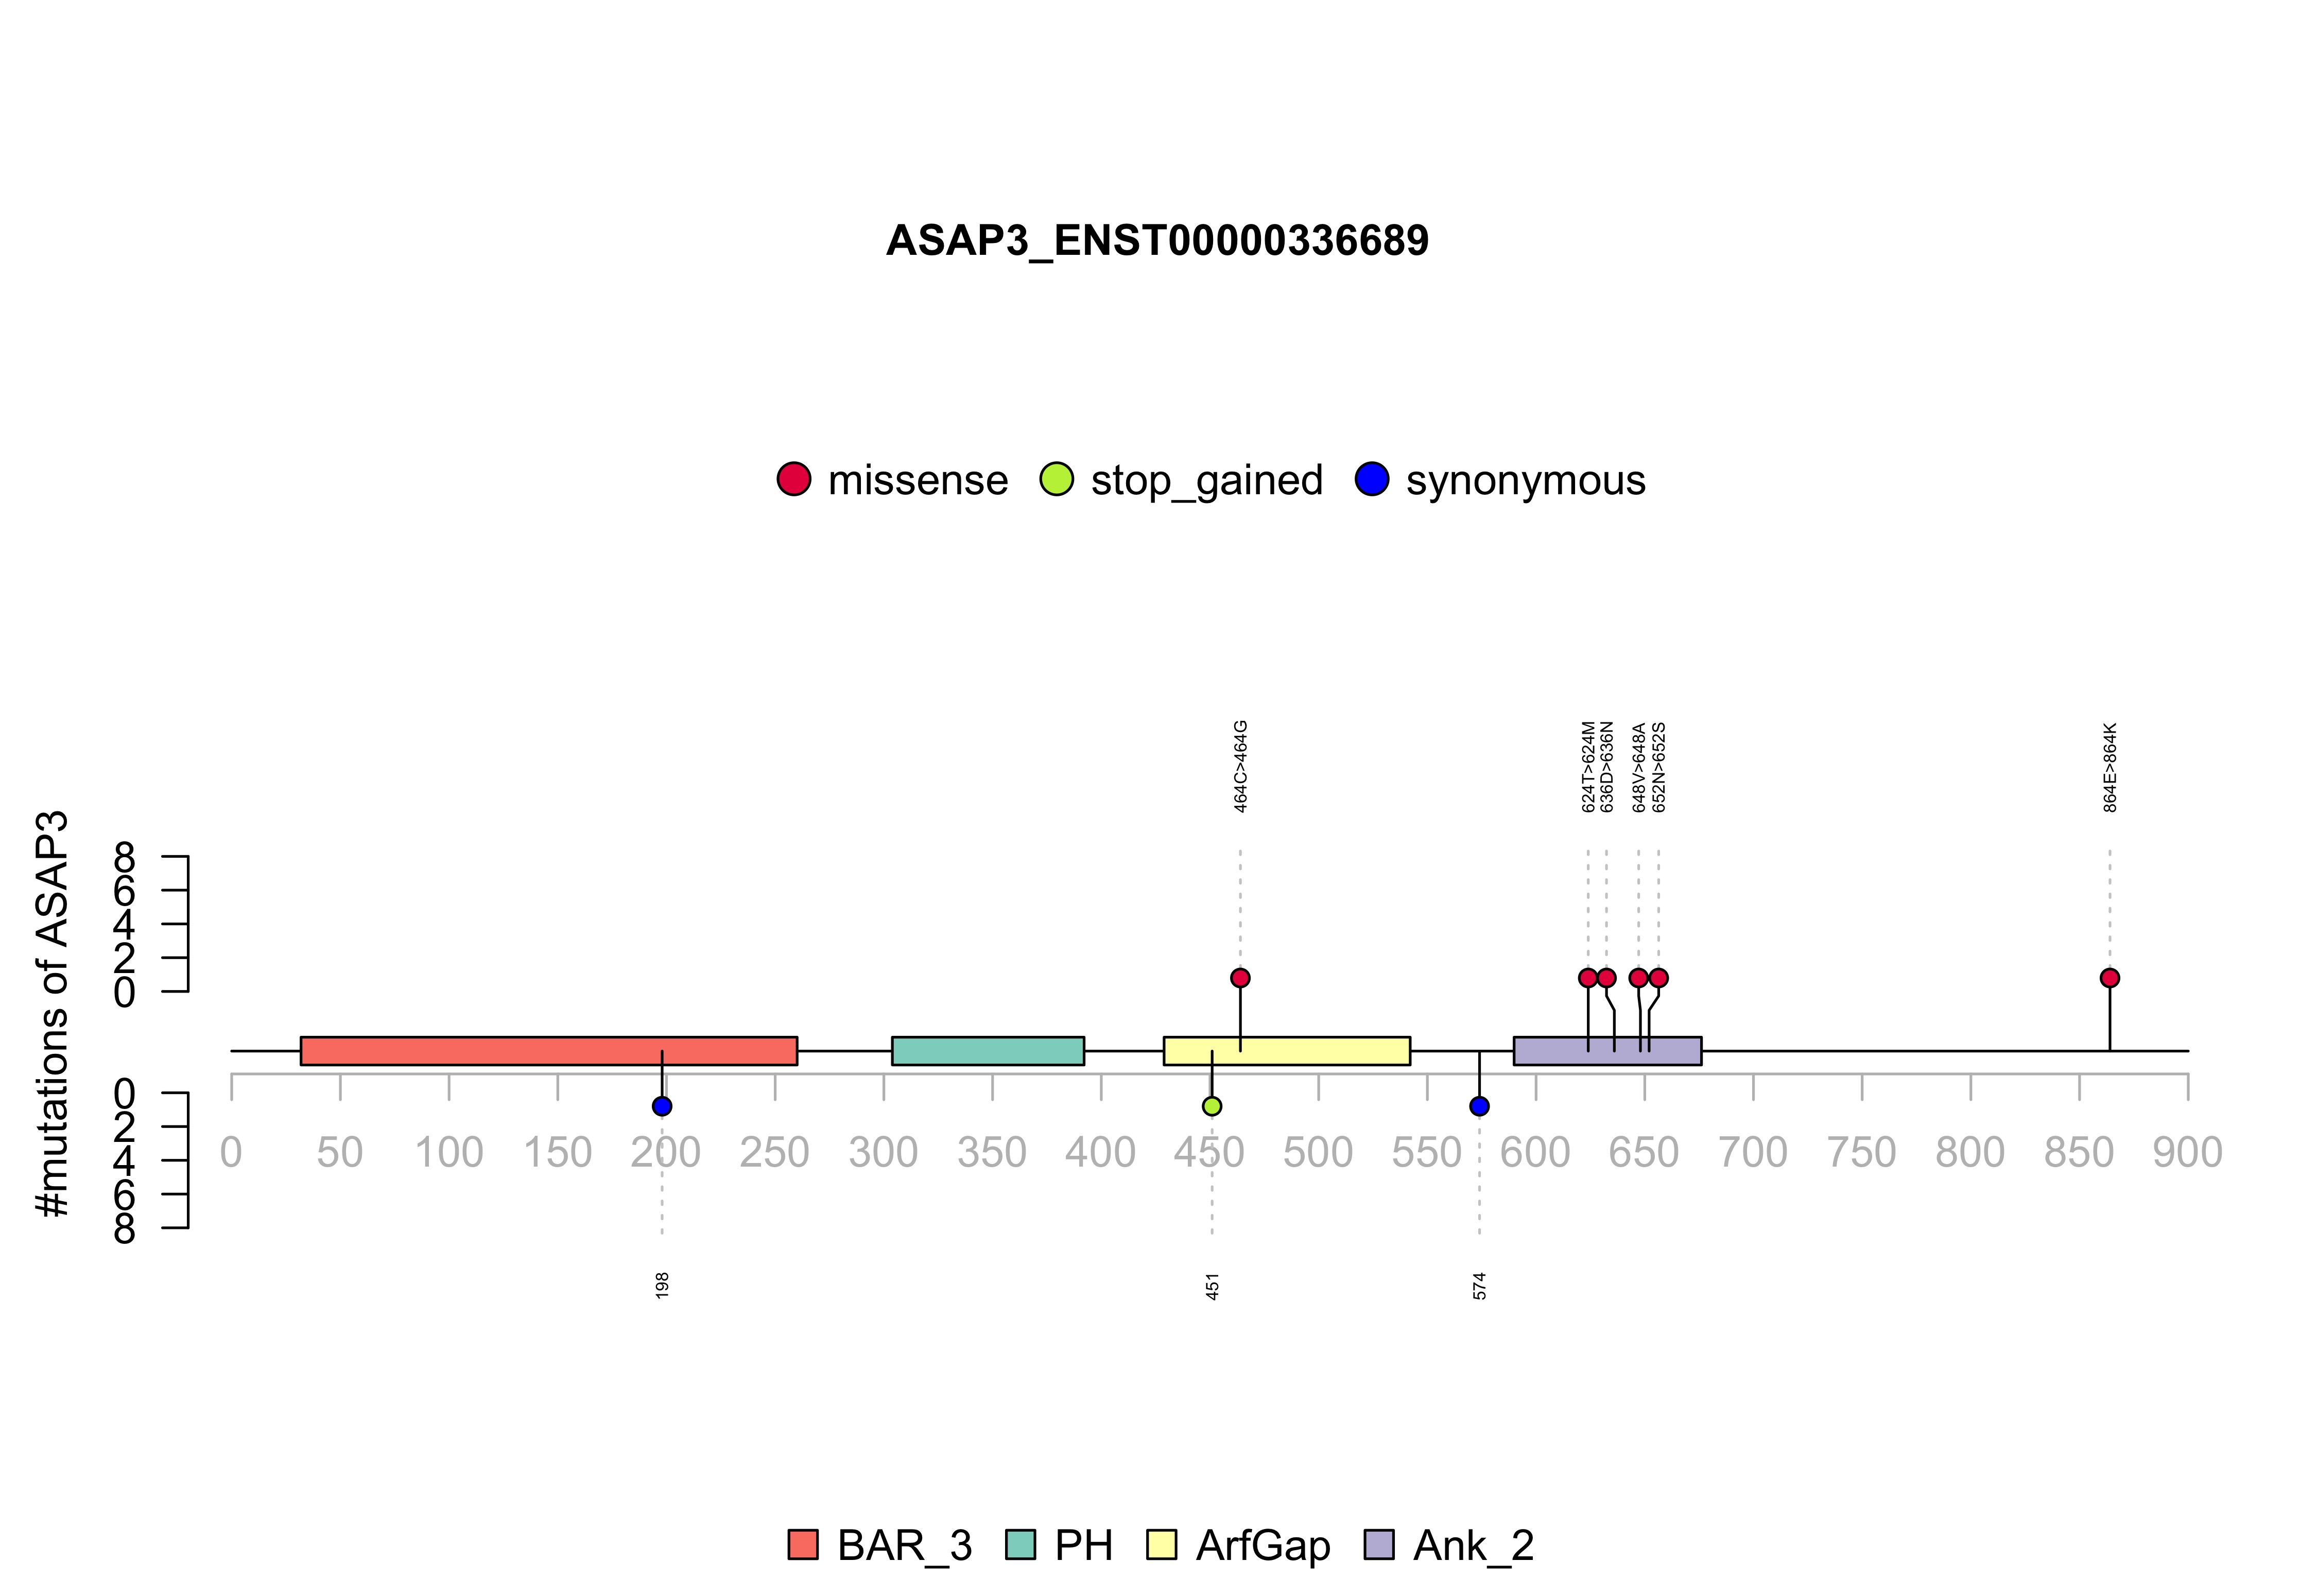 ASAP3_ENST00000336689
missense stop_gained synonymous
464C>464G
624T>624M
636D>636N
648V>648A
652N>652S
864E>864K
#mutations of ASAP3
8
6
4
2
0
0
2
4
6
8
0 50 100 150 200 250 300 350 400 450 500 550 600 650 700 750 800 850 900
198
451
574
BAR_3 PH ArfGap Ank_2